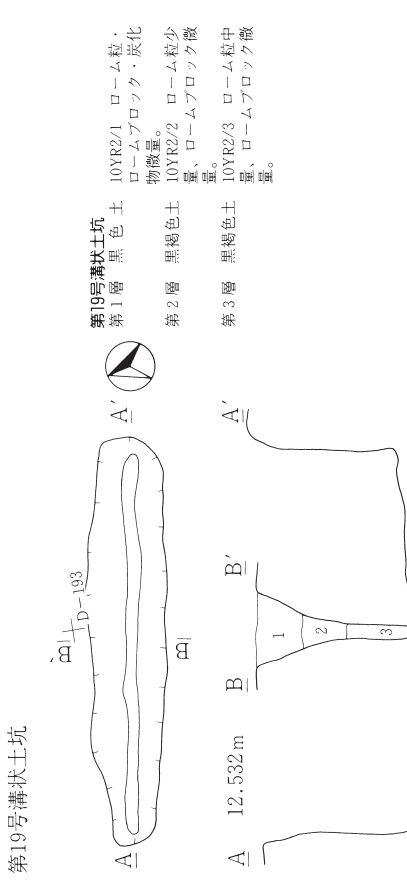 第19号溝状土坑
A
A′
B
B′
D－193
A
12.532m
B
B′
A′
1
2
3
第19号溝状土坑
第1層 黒色土 10YR2/1 ローム粒・
ロームブロック・炭化
物微量。
第2層 黒褐色土 10YR2/2 ローム粒少
量、ロームブロック微
量。
第3層 黒褐色土 10YR2/3 ローム粒中
量、ロームブロック微
量。